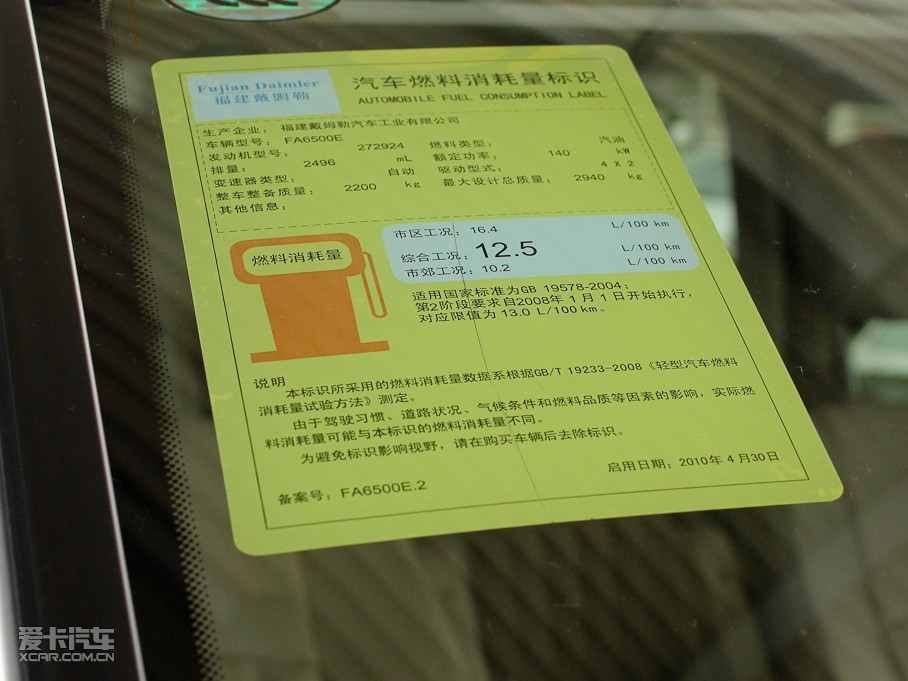 Fujian Daimler
福建戴姆勒
汽车燃料消耗量标识
AUTOMOBILE FUEL CONSUMPTION LABEL
生产企业： 福建戴姆勒汽车工业有限公司
车辆型号： FA6500E
发动机型号： 272924 燃料类型： 汽油
排量： 2496 mL 额定功率： 140 kW
变速器类型： 自动 驱动型式： 4 X 2
整车整备质量： 2200 kg 最大设计总质量： 2940 kg
其他信息：
燃料消耗量
市区工况： 16.4 L/100 km
综合工况： 12.5 L/100 km
市郊工况： 10.2 L/100 km
适用国家标准为GB 19578-2004；
第2阶段要求自2008年 1 月 1 日开始执行，
对应限值为 13.0 L/100 km。
说明
本标识所采用的燃料消耗量数据系根据GB/T 19233-2008《轻型汽车燃料
消耗量试验方法》测定。
由于驾驶习惯、道路状况、气候条件和燃料品质等因素的影响，实际燃
料消耗量可能与本标识的燃料消耗量不同。
为避免标识影响视野，请在购买车辆后去除标识。
备案号： FA6500E.2
启用日期： 2010年 4 月30日
爱卡汽车
XCAR.COM.CN